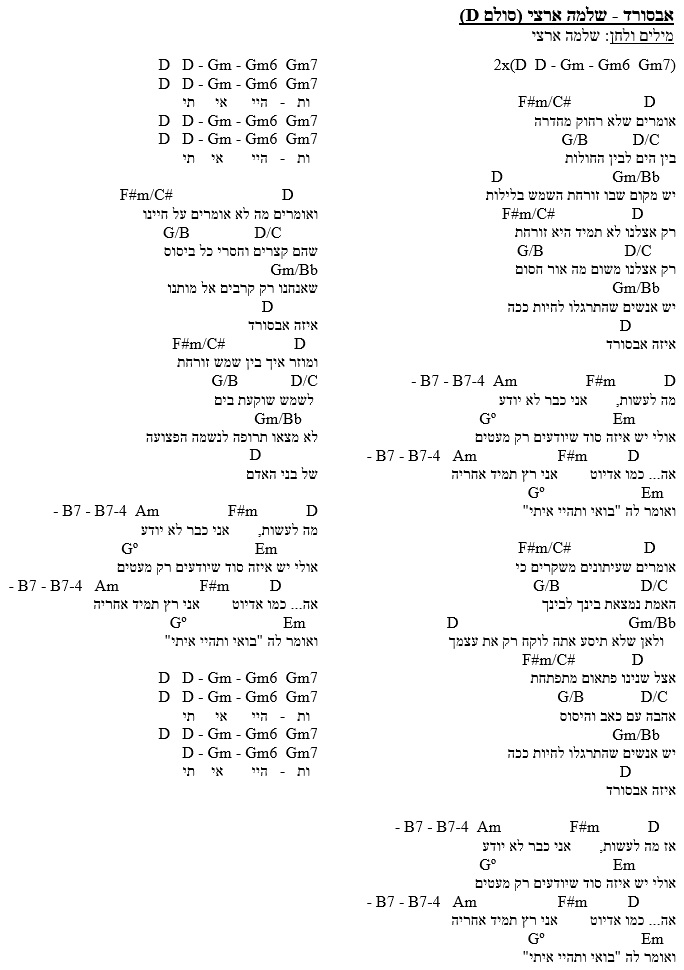 אבסורד - שלמה ארצי (סולם D)
מילים ולחן: שלמה ארצי
2x(D D - Gm - Gm6 Gm7)
F#m/C# D
אומרים שלא רחוק מחדרה
G/B D/C
בין הים לבין החולות
D Gm/Bb
יש מקום שבו זורחת השמש בלילות
F#m/C# D
רק אצלנו לא תמיד היא זורחת
G/B D/C
רק אצלנו משום מה אור חסום
Gm/Bb
יש אנשים שהתרגלו לחיות ככה
D
איזה אבסורד
- B7 - B7-4 Am F#m D
מה לעשות, אני כבר לא יודע
Gº Em
אולי יש איזה סוד שיודעים רק מעטים
- B7 - B7-4 Am F#m D
אה... כמו אדיוט אני רץ תמיד אחריה
Gº Em
ואומר לה "בואי ותהיי איתי"
F#m/C# D
אומרים שעיתונים משקרים כי
G/B D/C
האמת נמצאת בינך לבינך
D Gm/Bb
ולאן שלא תיסע אתה לוקח רק את עצמך
F#m/C# D
אצל שנינו פתאום מתפתחת
G/B D/C
אהבה עם כאב והיסוס
Gm/Bb
יש אנשים שהתרגלו לחיות ככה
D
איזה אבסורד
- B7 - B7-4 Am F#m D
אז מה לעשות, אני כבר לא יודע
Gº Em
אולי יש איזה סוד שיודעים רק מעטים
- B7 - B7-4 Am F#m D
אה... כמו אדיוט אני רץ תמיד אחריה
Gº Em
ואומר לה "בואי ותהיי איתי"
D D - Gm - Gm6 Gm7
D D - Gm - Gm6 Gm7
ות - היי אי תי
D D - Gm - Gm6 Gm7
D D - Gm - Gm6 Gm7
ות - היי אי תי
F#m/C# D
ואומרים מה לא אומרים על חיינו
G/B D/C
שהם קצרים וחסרי כל ביסוס
Gm/Bb
שאנחנו רק קרבים אל מותנו
D
איזה אבסורד
F#m/C# D
ומוזר איך בין שמש זורחת
G/B D/C
לשמש שוקעת בים
Gm/Bb
לא מצאו תרופה לנשמה הפצועה
D
של בני האדם
- B7 - B7-4 Am F#m D
מה לעשות, אני כבר לא יודע
Gº Em
אולי יש איזה סוד שיודעים רק מעטים
- B7 - B7-4 Am F#m D
אה... כמו אדיוט אני רץ תמיד אחריה
Gº Em
ואומר לה "בואי ותהיי איתי"
D D - Gm - Gm6 Gm7
D D - Gm - Gm6 Gm7
ות - היי אי תי
D D - Gm - Gm6 Gm7
D - Gm - Gm6 Gm7
ות - היי אי תי